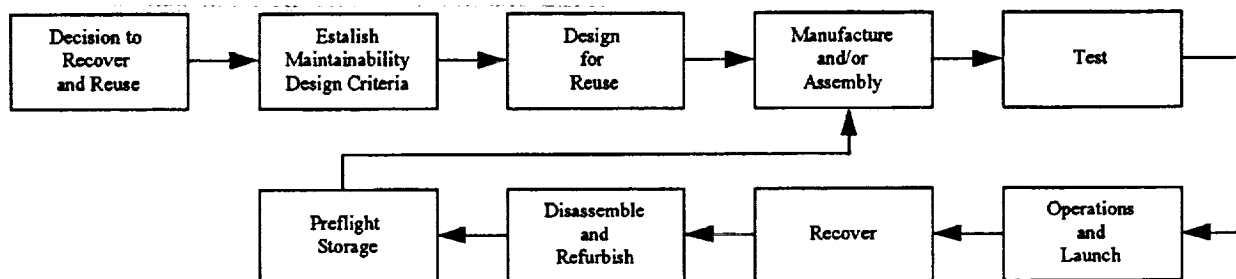 Decision to
Recover
and Reuse
Estalish
Maintainability
Design Criteria
Design
for
Reuse
Manufacture
and/or
Assembly
Test
Preflight
Storage
Disassemble
and
Refurbish
Recover
Operations
and
Launch